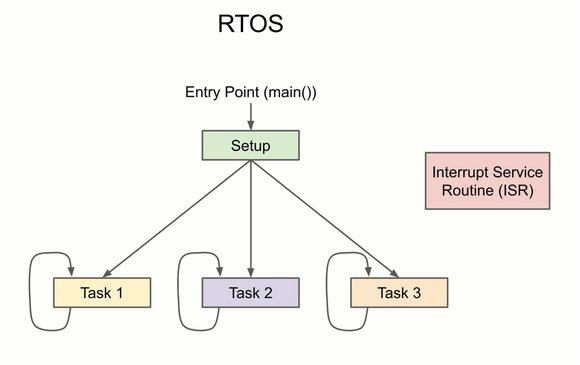 RTOS
Entry Point (main())
Setup
Interrupt Service
Routine (ISR)
Task 1
Task 2
Task 3